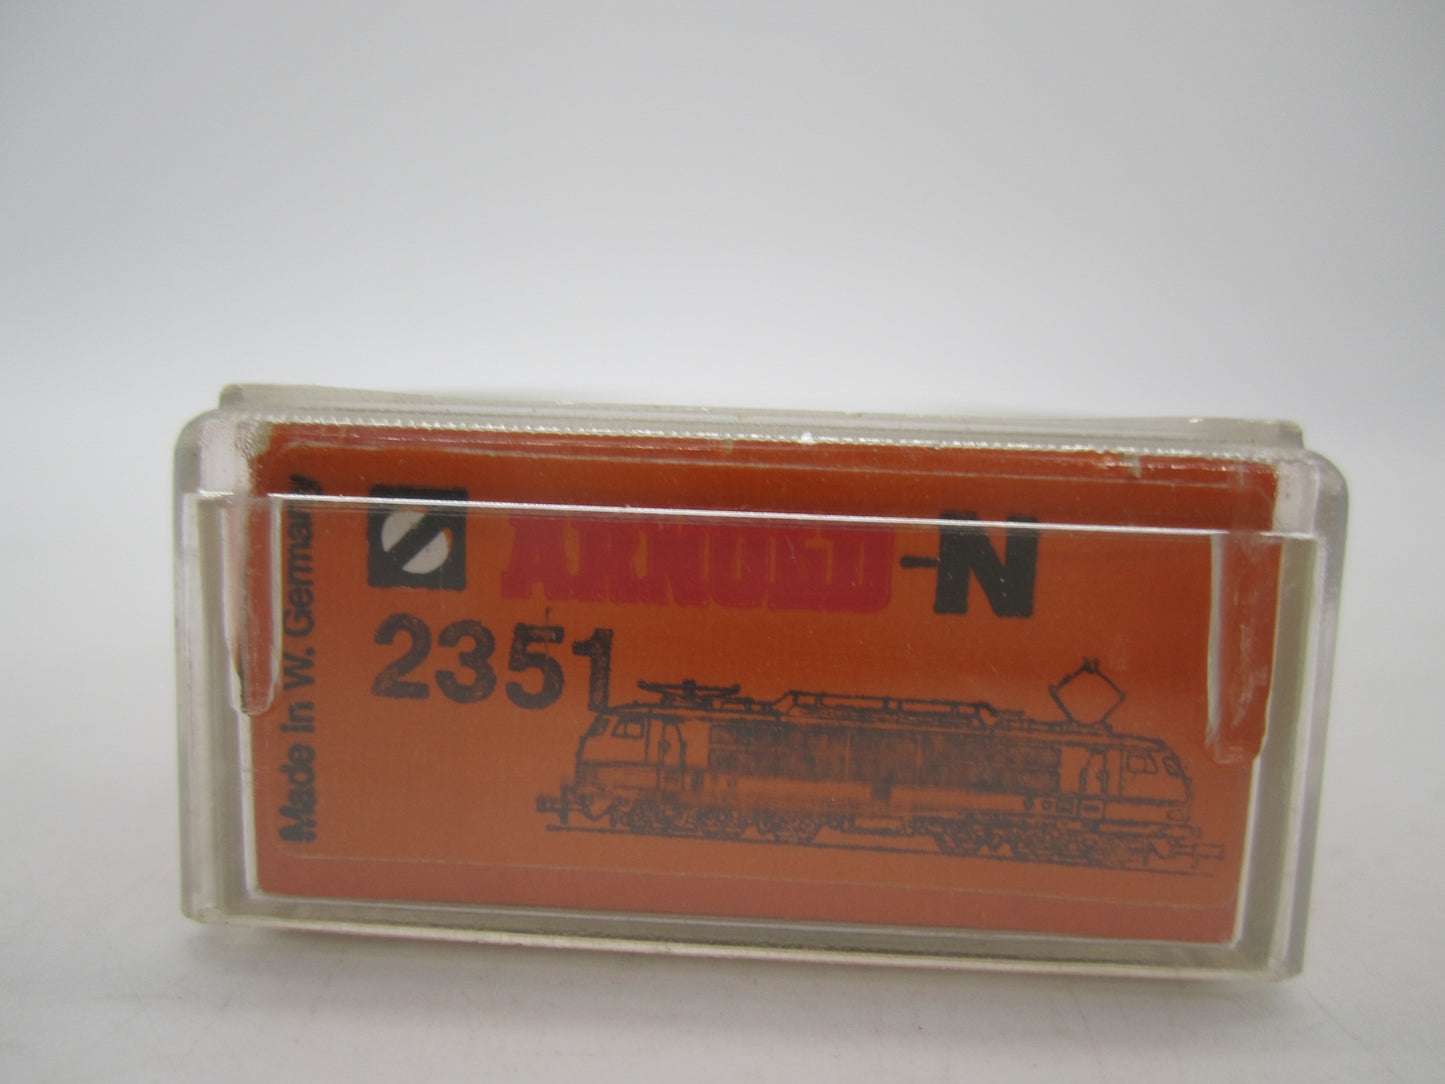 ARNOLD-N
2351
Made in W. Germany